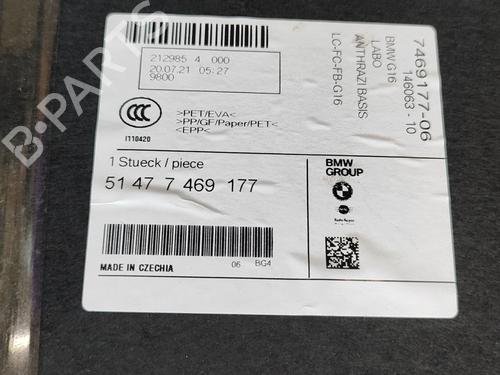 212985 4 000
20.07.21 05:27
9800
CCC
I110420
>PET/EVA<
>PP/GF/Paper/PET<
<EPP<
1 Stueck / piece
51 47 7 469 177
MADE IN CZECHIA
06 BG4
BMW
GROUP
7469177-06
146063 - 10
BMW G16
LABO
ANTHRAZI BASIS
LC-FC-FB-G16
B-PARTS